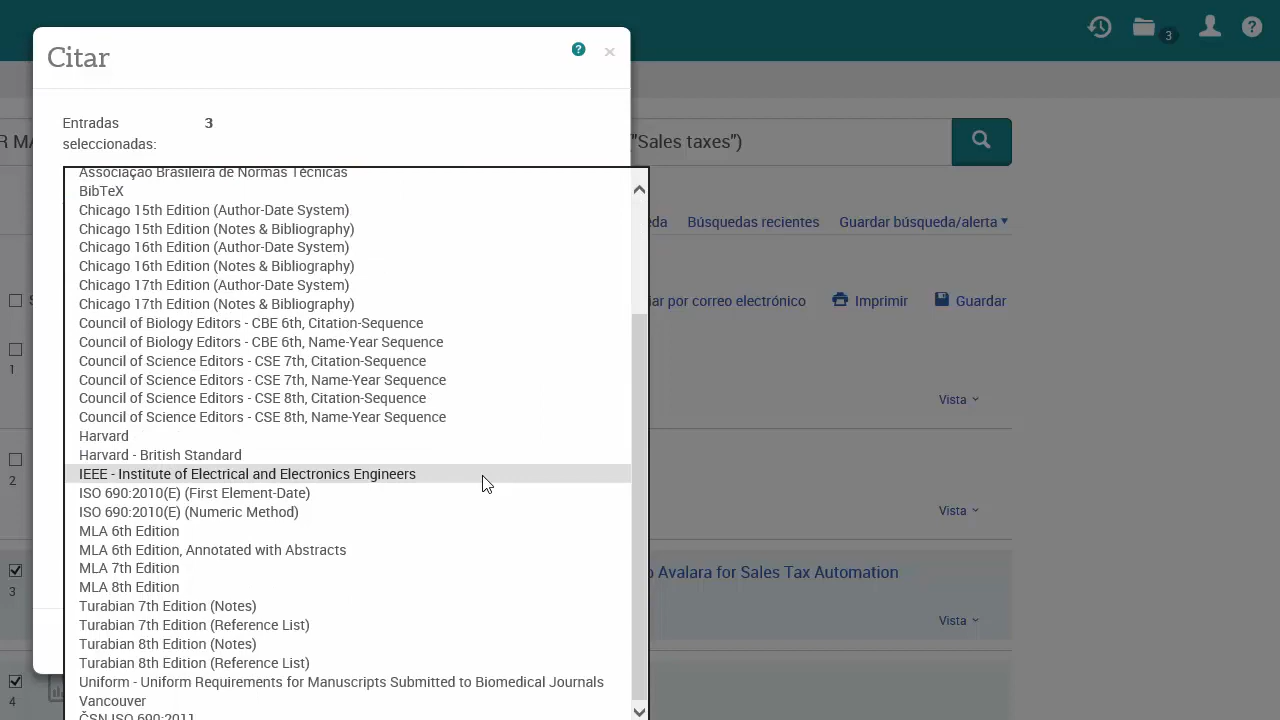 3
Citar
?
×
?
Entradas
seleccionadas:
3
R MA
("Sales taxes")
Associação Brasileira de Normas Técnicas
BibTeX
Chicago 15th Edition (Author-Date System)
Chicago 15th Edition (Notes & Bibliography)
Chicago 16th Edition (Author-Date System)
Chicago 16th Edition (Notes & Bibliography)
Chicago 17th Edition (Author-Date System)
Chicago 17th Edition (Notes & Bibliography)
Council of Biology Editors - CBE 6th, Citation-Sequence
Council of Biology Editors - CBE 6th, Name-Year Sequence
Council of Science Editors - CSE 7th, Citation-Sequence
Council of Science Editors - CSE 7th, Name-Year Sequence
Council of Science Editors - CSE 8th, Citation-Sequence
Council of Science Editors - CSE 8th, Name-Year Sequence
Harvard
Harvard - British Standard
IEEE - Institute of Electrical and Electronics Engineers
ISO 690:2010(E) (First Element-Date)
ISO 690:2010(E) (Numeric Method)
MLA 6th Edition
MLA 6th Edition, Annotated with Abstracts
MLA 7th Edition
MLA 8th Edition
Turabian 7th Edition (Notes)
Turabian 7th Edition (Reference List)
Turabian 8th Edition (Notes)
Turabian 8th Edition (Reference List)
Uniform - Uniform Requirements for Manuscripts Submitted to Biomedical Journals
Vancouver
ČSN ISO 690:2011
eda Búsquedas recientes Guardar búsqueda/alerta
iar por correo electrónico Imprimir Guardar
S
1
Vista
2
Vista
o Avalara for Sales Tax Automation
3
Vista
4